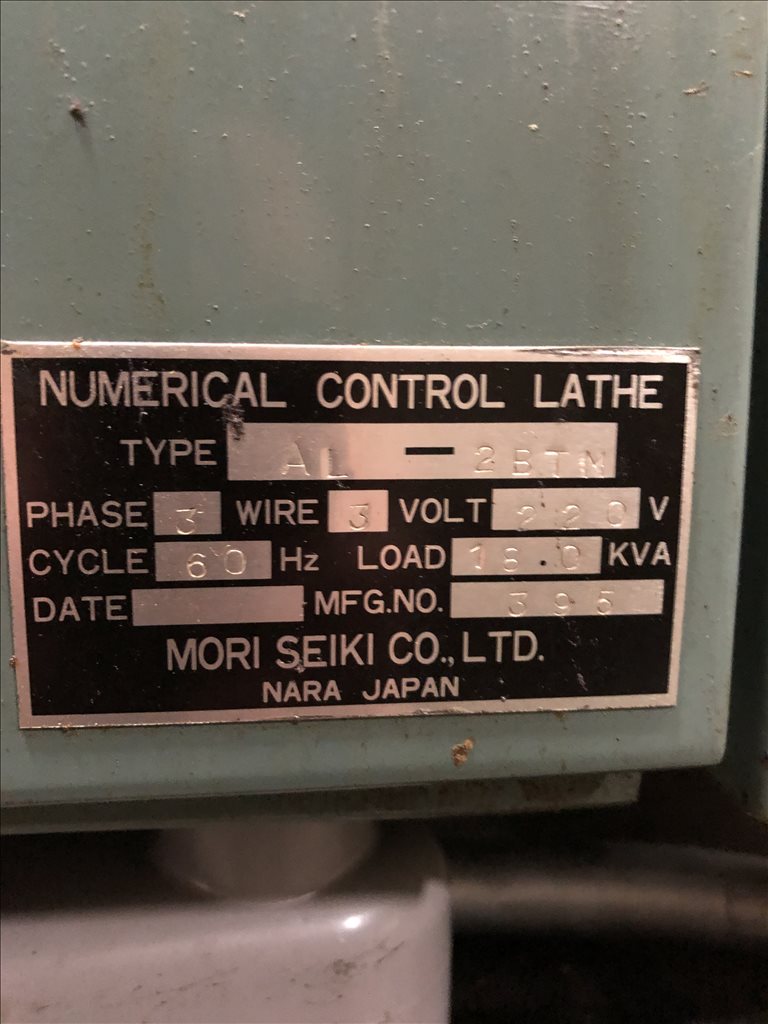 NUMERICAL CONTROL LATHE
TYPE AL - 2BTM
PHASE 3 WIRE 3 VOLT 220 V
CYCLE 60 Hz LOAD 18.0 KVA
DATE MFG.NO. 395
MORI SEIKI CO., LTD.
NARA JAPAN